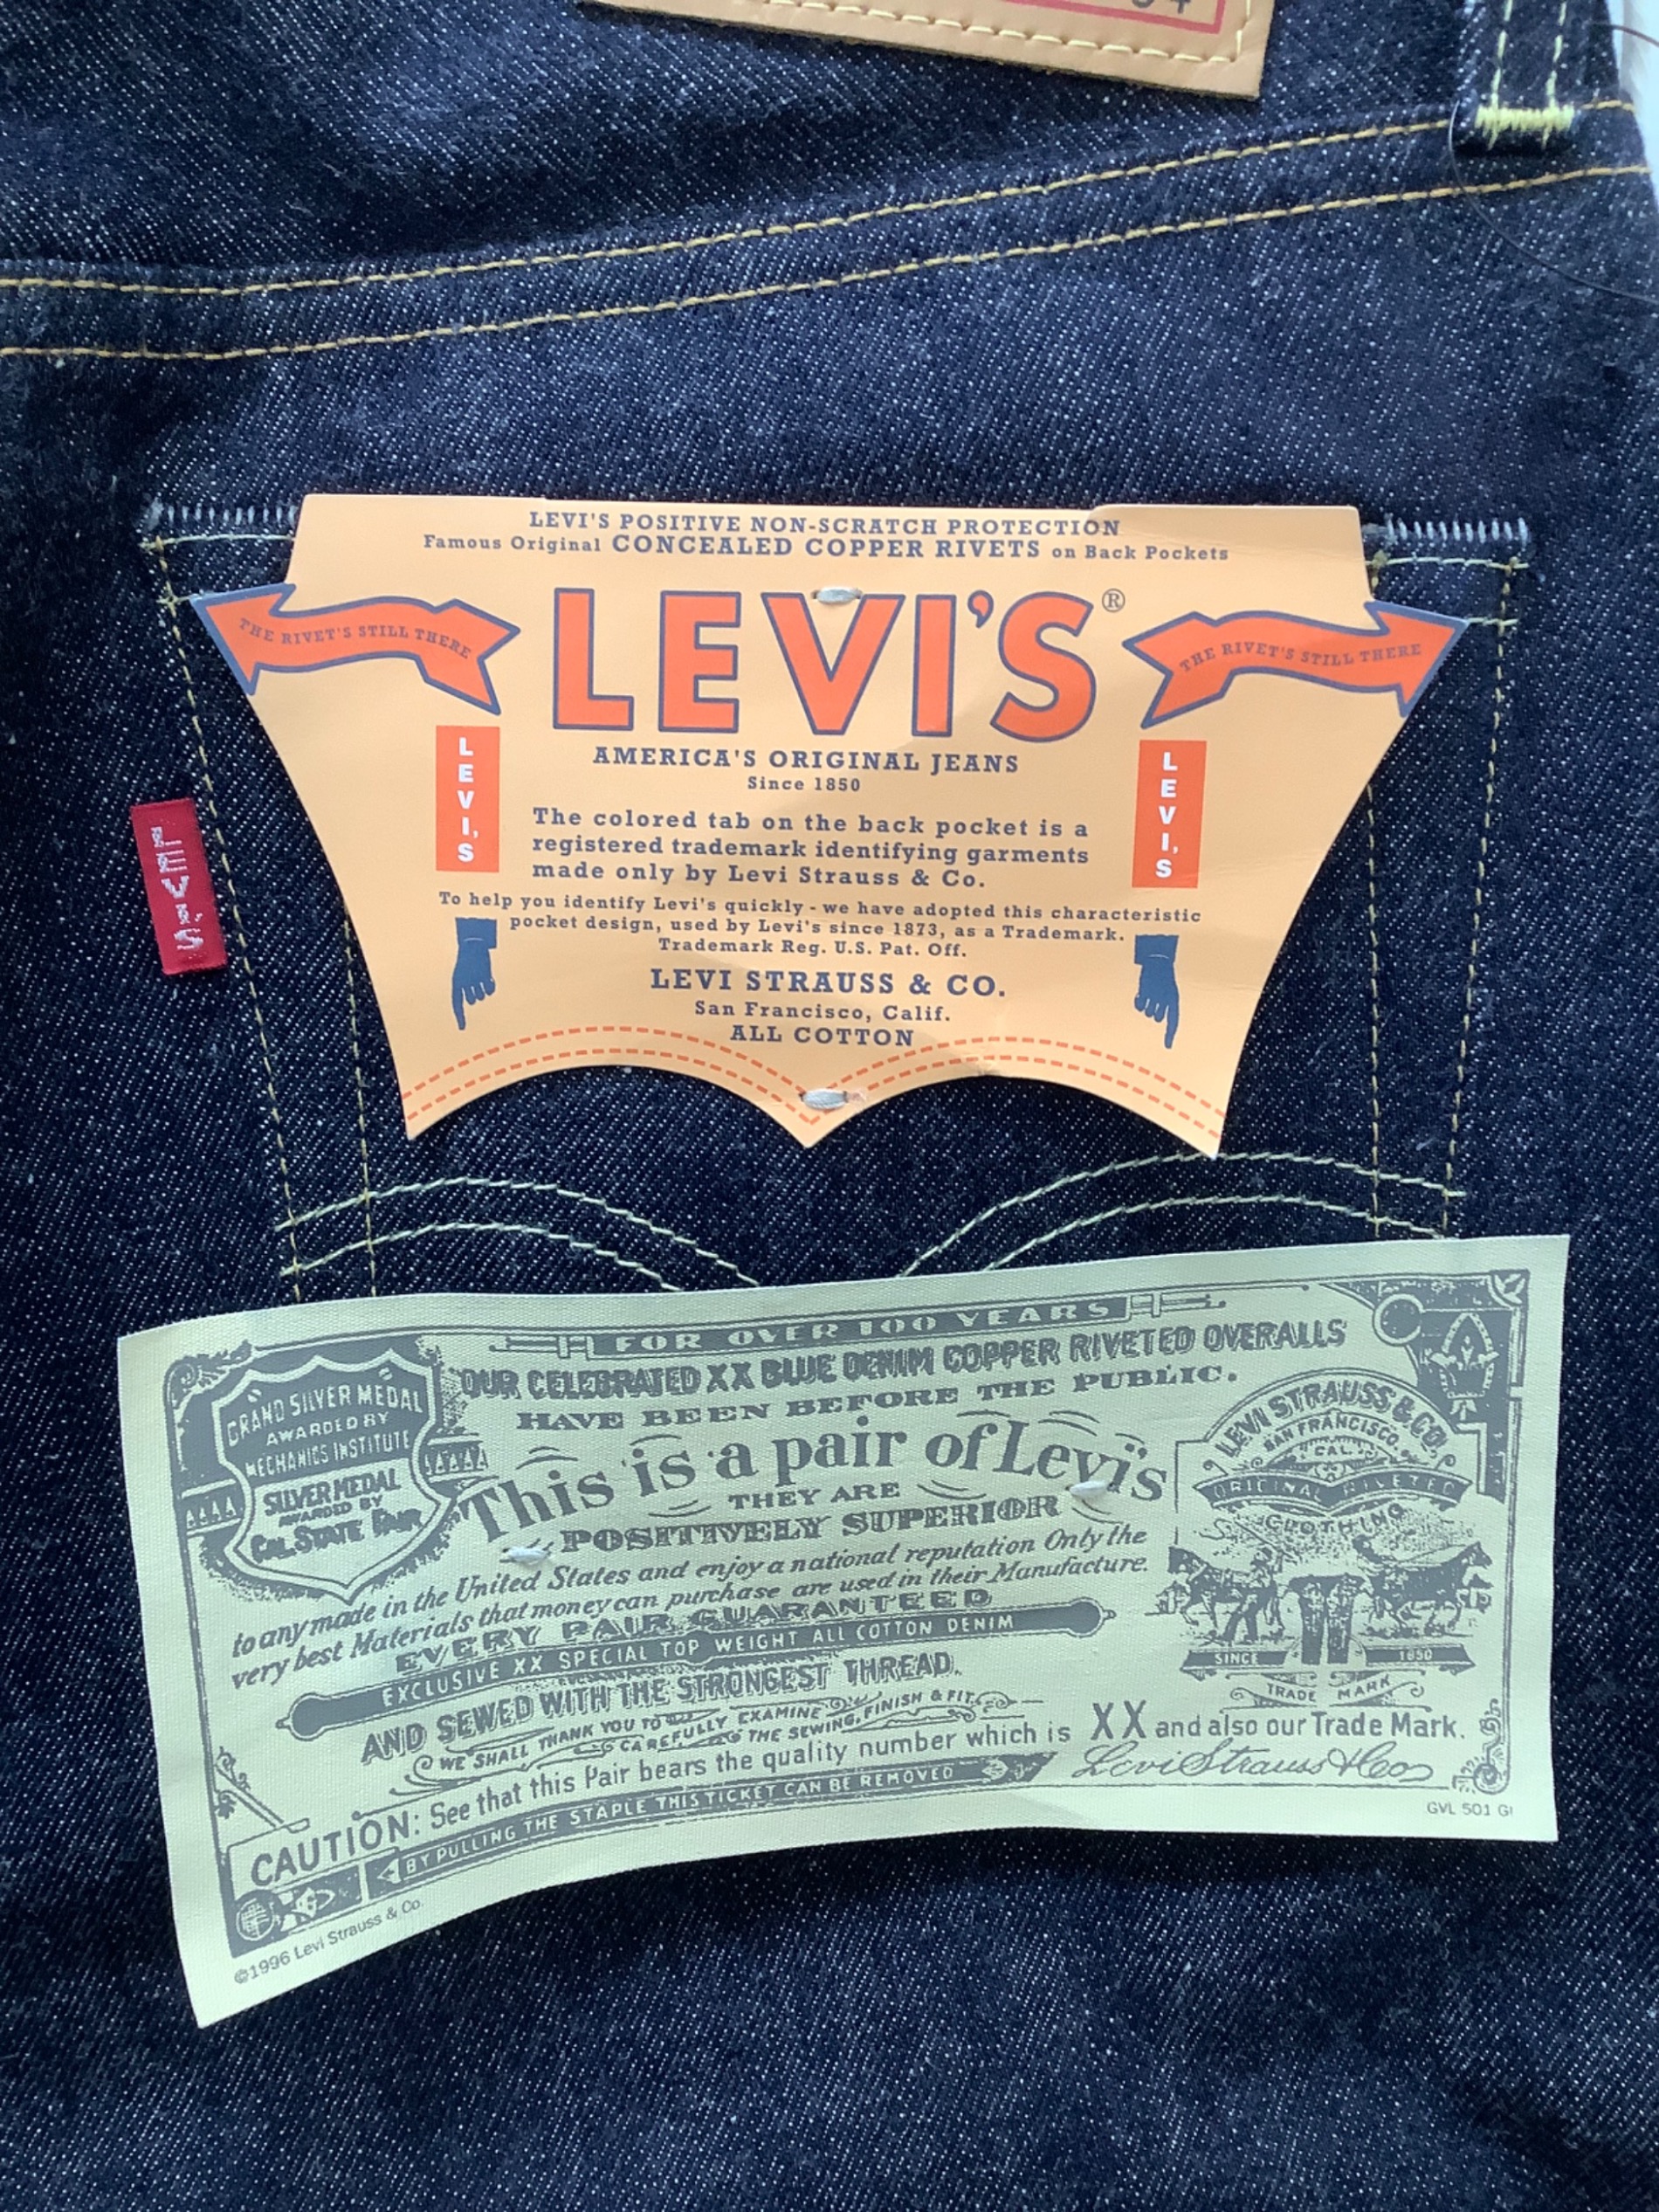 LEVI'S POSITIVE NON-SCRATCH PROTECTION
Famous Original CONCEALED COPPER RIVETS on Back Pockets
THE RIVET'S STILL THERE
LEVI'S®
THE RIVET'S STILL THERE
AMERICA'S ORIGINAL JEANS
Since 1850
LEVI'S
LEVI'S
The colored tab on the back pocket is a
registered trademark identifying garments
made only by Levi Strauss & Co.
To help you identify Levi's quickly - we have adopted this characteristic
pocket design, used by Levi's since 1873, as a Trademark.
Trademark Reg. U.S. Pat. Off.
LEVI STRAUSS & CO.
San Francisco, Calif.
ALL COTTON
LEVI'S
FOR OVER 100 YEARS
OUR CELEBRATED XX BLUE DENIM COPPER RIVETED OVERALLS
HAVE BEEN BEFORE THE PUBLIC.
GRAND SILVER MEDAL
AWARDED BY
MECHANICS INSTITUTE
SILVER MEDAL
AWARDED BY
CAL. STATE FAIR
This is a pair of Levi's
THEY ARE
POSITIVELY SUPERIOR
to any made in the United States and enjoy a national reputation Only the
very best Materials that money can purchase are used in their Manufacture.
EVERY PAIR GUARANTEED
EXCLUSIVE XX SPECIAL TOP WEIGHT ALL COTTON DENIM
AND SEWED WITH THE STRONGEST THREAD.
WE SHALL THANK YOU TO
CAREFULLY EXAMINE
THE SEWING, FINISH & FIT
LEVI STRAUSS & CO.
SAN FRANCISCO.
CAL.
ORIGINAL RIVETED
CLOTHING
SINCE 1850
TRADE MARK
CAUTION: See that this Pair bears the quality number which is XX and also our Trade Mark.
Levi Strauss & Co
BY PULLING THE STAPLE THIS TICKET CAN BE REMOVED
GVL 501 GI
©1996 Levi Strauss & Co.